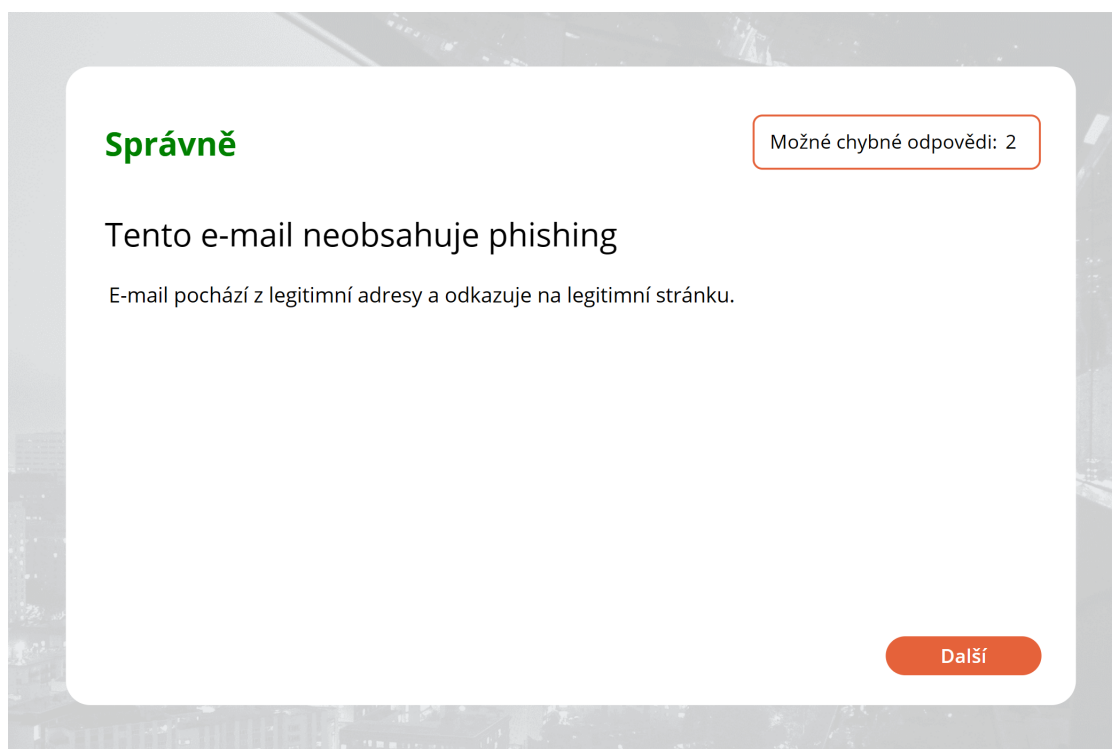 Správně
Možné chybné odpovědi: 2
Tento e-mail neobsahuje phishing
E-mail pochází z legitimní adresy a odkazuje na legitimní stránku.
Další